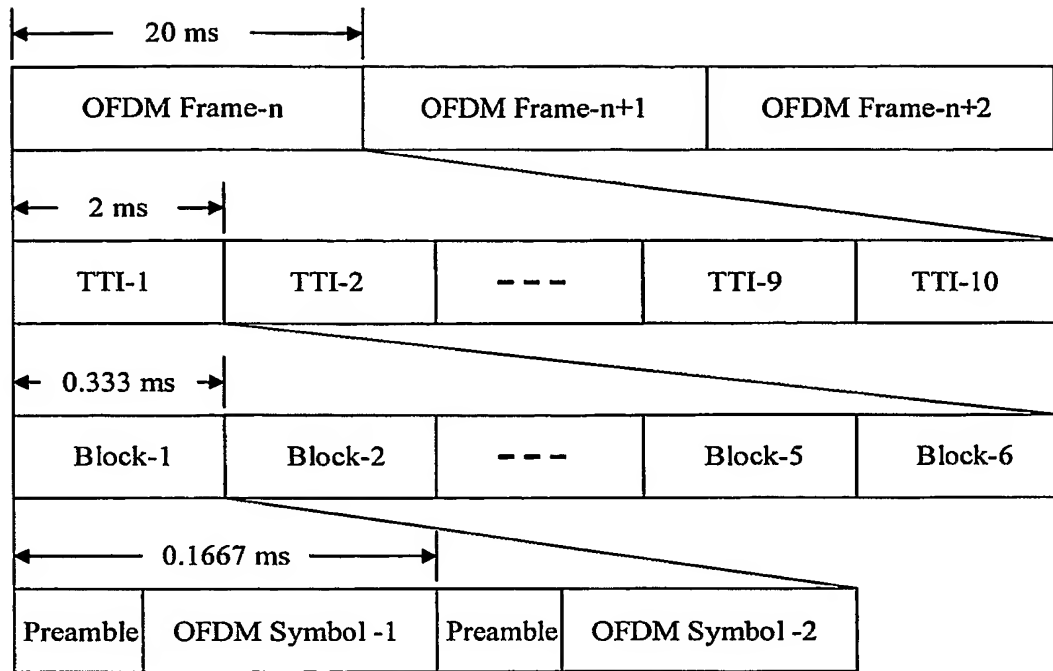 20 ms
OFDM Frame-n OFDM Frame-n+1 OFDM Frame-n+2
2 ms
TTI-1 TTI-2 --- TTI-9 TTI-10
0.333 ms
Block-1 Block-2 --- Block-5 Block-6
0.1667 ms
Preamble OFDM Symbol -1 Preamble OFDM Symbol -2